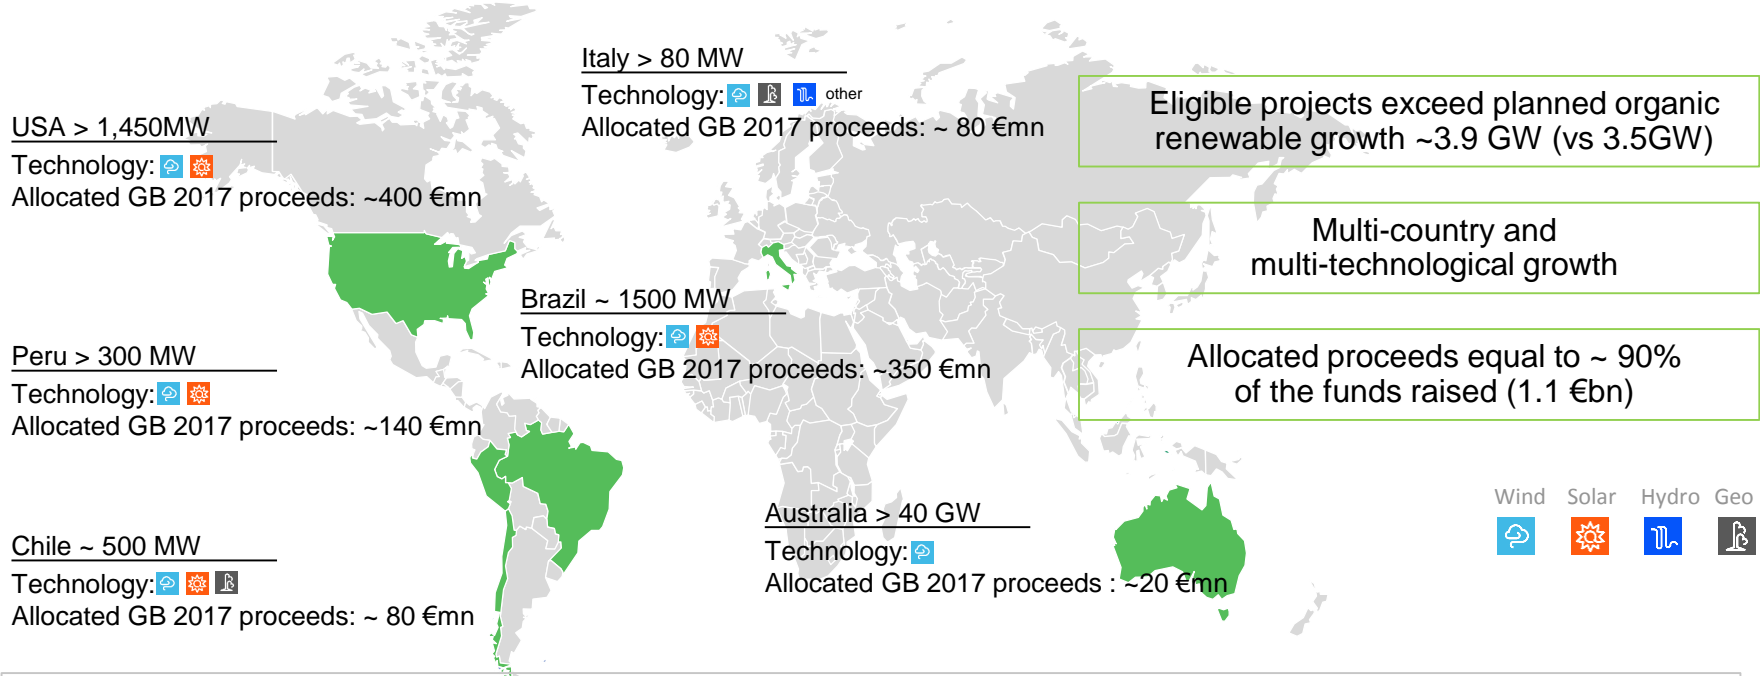 Italy > 80 MW
Technology: other
Allocated GB 2017 proceeds: ~ 80 €mn
USA > 1,450MW
Technology:
Allocated GB 2017 proceeds: ~400 €mn
Brazil ~ 1500 MW
Technology:
Allocated GB 2017 proceeds: ~350 €mn
Peru > 300 MW
Technology:
Allocated GB 2017 proceeds: ~140 €mn
Australia > 40 GW
Technology:
Allocated GB 2017 proceeds : ~20 €mn
Chile ~ 500 MW
Technology:
Allocated GB 2017 proceeds: ~ 80 €mn
Eligible projects exceed planned organic
renewable growth ~3.9 GW (vs 3.5GW)
Multi-country and
multi-technological growth
Allocated proceeds equal to ~ 90%
of the funds raised (1.1 €bn)
Wind Solar Hydro Geo